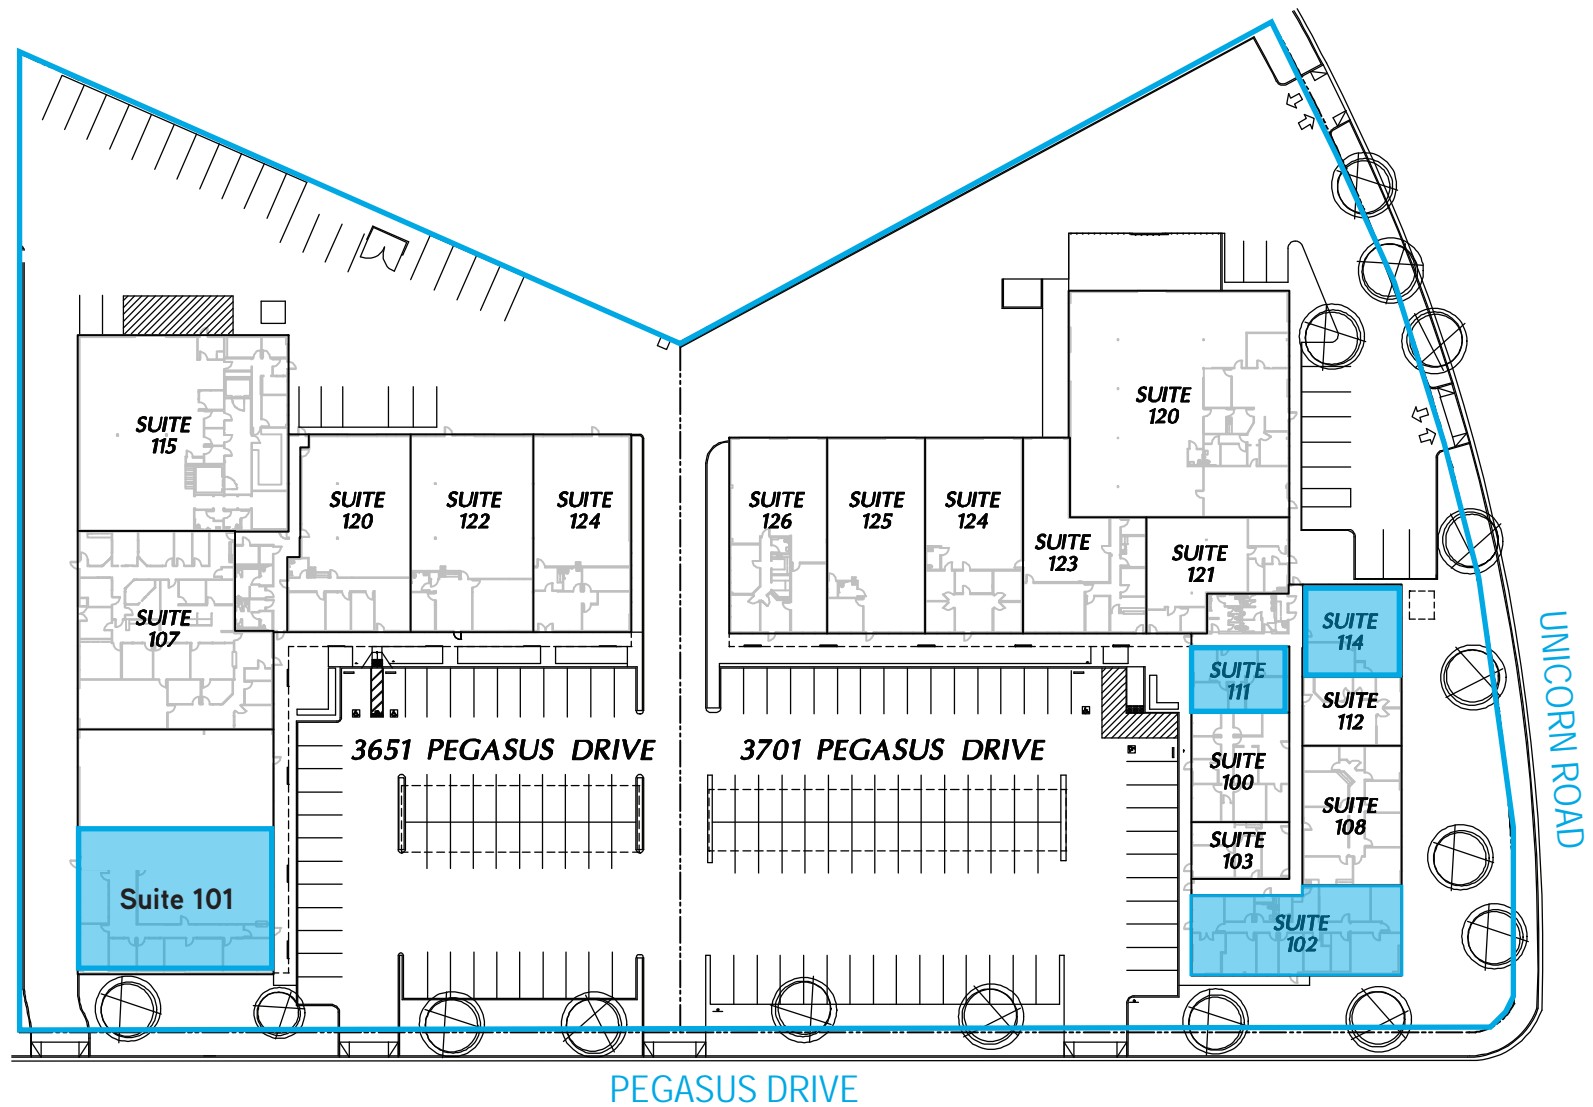 SUITE
115
SUITE
120
SUITE
122
SUITE
124
SUITE
107
Suite 101
3651 PEGASUS DRIVE
SUITE
126
SUITE
125
SUITE
124
SUITE
123
SUITE
120
SUITE
121
3701 PEGASUS DRIVE
SUITE
114
SUITE
111
SUITE
112
SUITE
100
SUITE
108
SUITE
103
SUITE
102
UNICORN ROAD
PEGASUS DRIVE